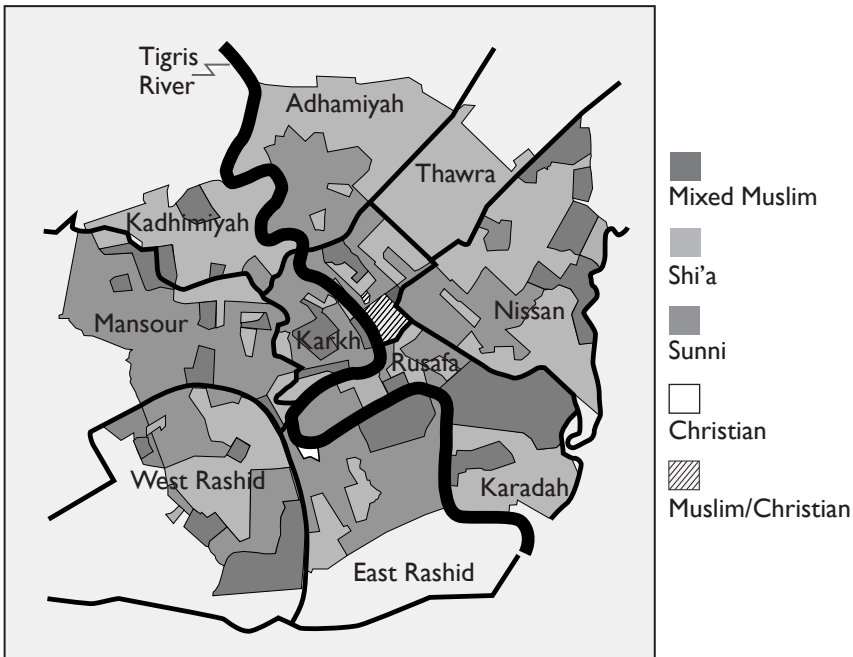 Tigris
River
Adhamiyah
Thawra
Kadhimiyah
Mansour
Karkh
Nissan
Rusafa
West Rashid
Karadah
East Rashid
Mixed Muslim
Shi'a
Sunni
Christian
Muslim/Christian